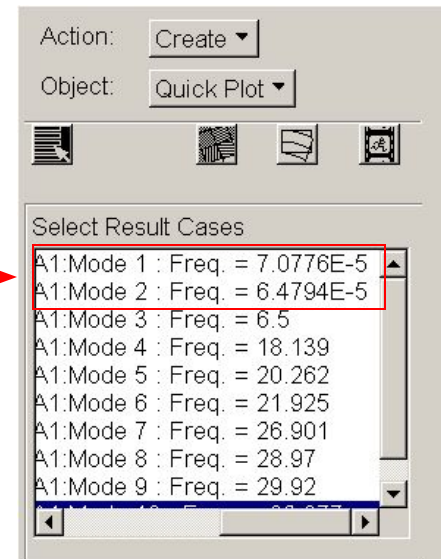 Action: Create
Object: Quick Plot
Select Result Cases
A1:Mode 1 : Freq. = 7.0776E-5
A1:Mode 2 : Freq. = 6.4794E-5
A1:Mode 3 : Freq. = 6.5
A1:Mode 4 : Freq. = 18.139
A1:Mode 5 : Freq. = 20.262
A1:Mode 6 : Freq. = 21.925
A1:Mode 7 : Freq. = 26.901
A1:Mode 8 : Freq. = 28.97
A1:Mode 9 : Freq. = 29.92